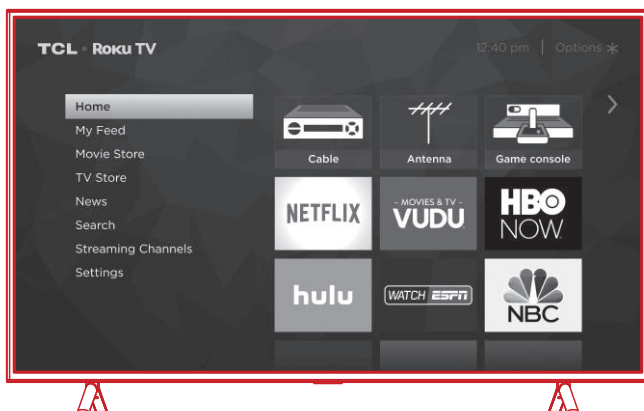 TCL · Roku TV
12:40 pm | Options
Home
My Feed
Movie Store
TV Store
News
Search
Streaming Channels
Settings
Cable
Antenna
Game console
NETFLIX
- MOVIES & TV -
VUDU
HBO
NOW
hulu
WATCH ESPN
NBC